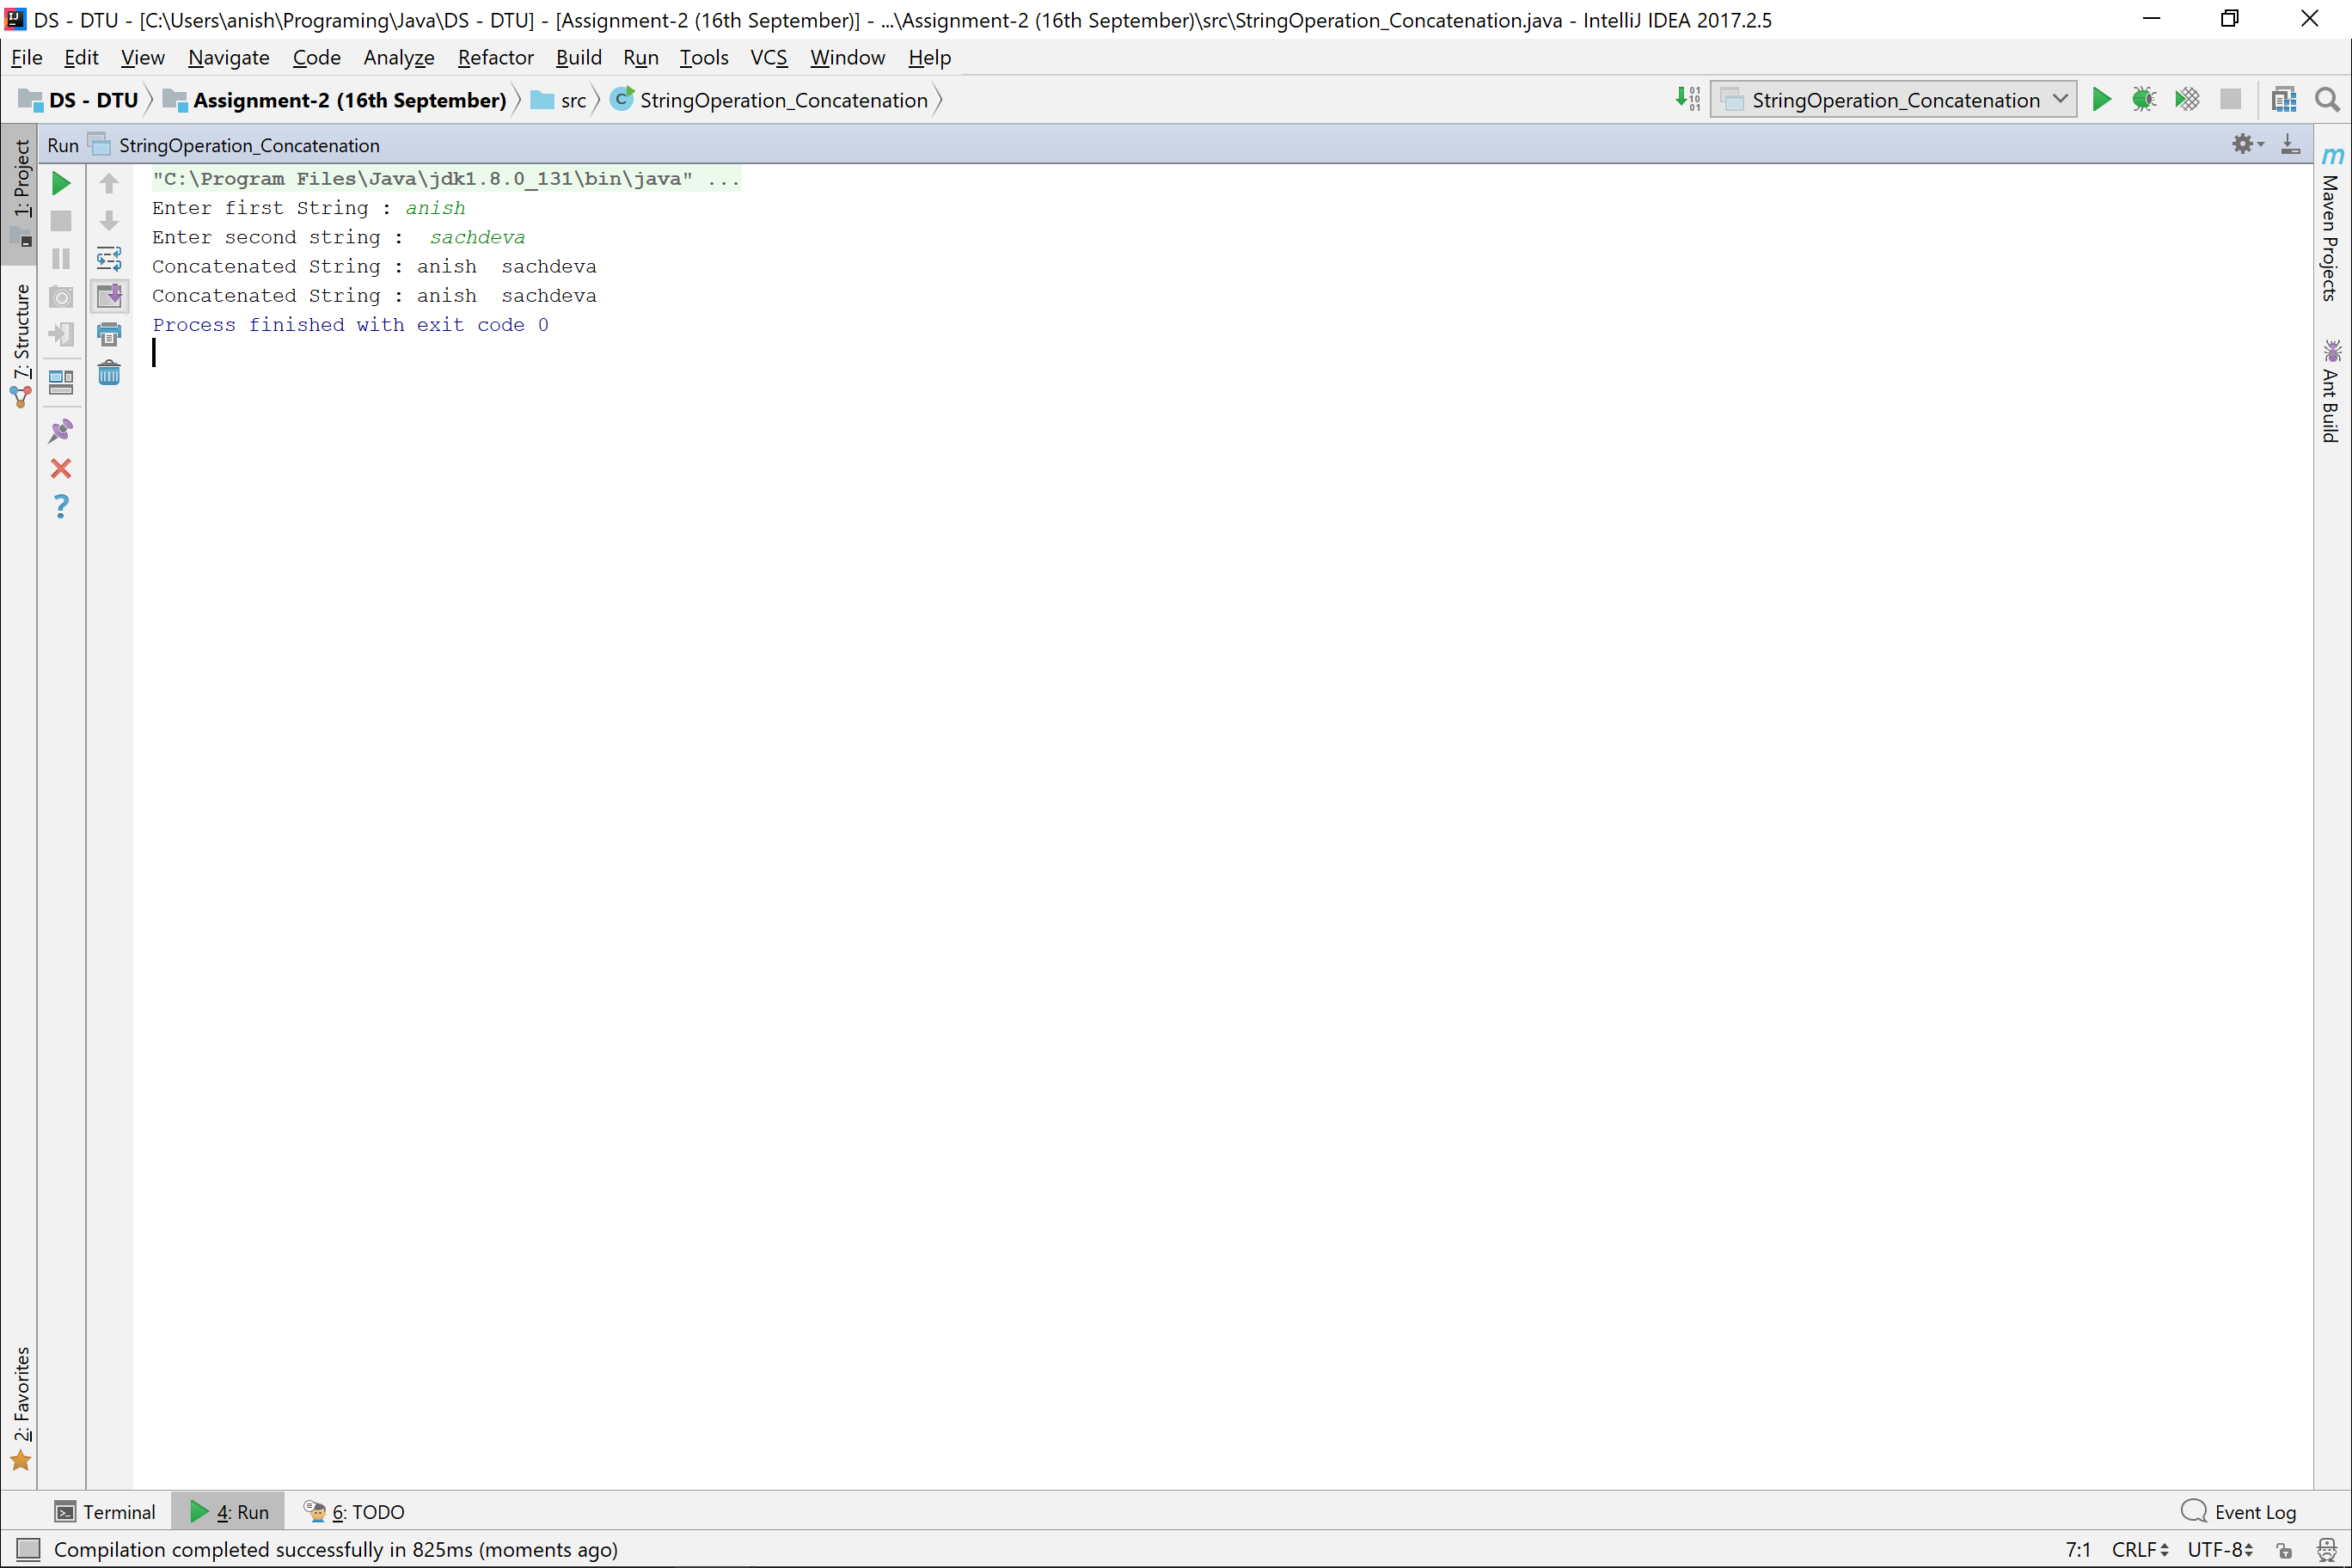 DS - DTU - [C:\Users\anish\Programing\Java\DS - DTU] - [Assignment-2 (16th September)] - ...\Assignment-2 (16th September)\src\StringOperation_Concatenation.java - IntelliJ IDEA 2017.2.5
File Edit View Navigate Code Analyze Refactor Build Run Tools VCS Window Help
DS - DTU Assignment-2 (16th September) src StringOperation_Concatenation StringOperation_Concatenation
Run StringOperation_Concatenation
1: Project
7: Structure
2: Favorites
Maven Projects
Ant Build
"C:\Program Files\Java\jdk1.8.0_131\bin\java" ...
Enter first String : anish
Enter second string :  sachdeva
Concatenated String : anish  sachdeva
Concatenated String : anish  sachdeva
Process finished with exit code 0
Terminal 4: Run 6: TODO Event Log
Compilation completed successfully in 825ms (moments ago) 7:1 CRLF UTF-8